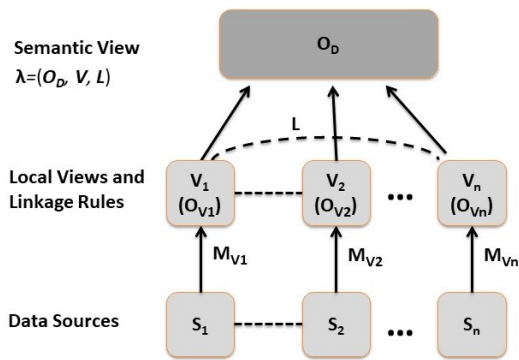 Semantic View
λ=(O_D, V, L)
O_D
L
Local Views and
Linkage Rules
V_1
(O_V1)
V_2
(O_V2)
...
V_n
(O_Vn)
M_V1
M_V2
M_Vn
Data Sources
S_1
S_2
...
S_n